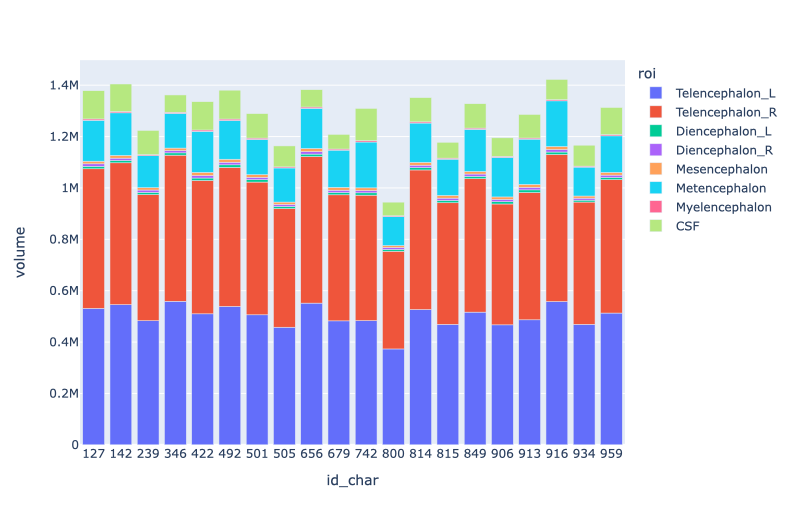 roi
Telencephalon_L
Telencephalon_R
Diencephalon_L
Diencephalon_R
Mesencephalon
Metencephalon
Myelencephalon
CSF
volume
1.4M
1.2M
1M
0.8M
0.6M
0.4M
0.2M
0
127 142 239 346 422 492 501 505 656 679 742 800 814 815 849 906 913 916 934 959
id_char